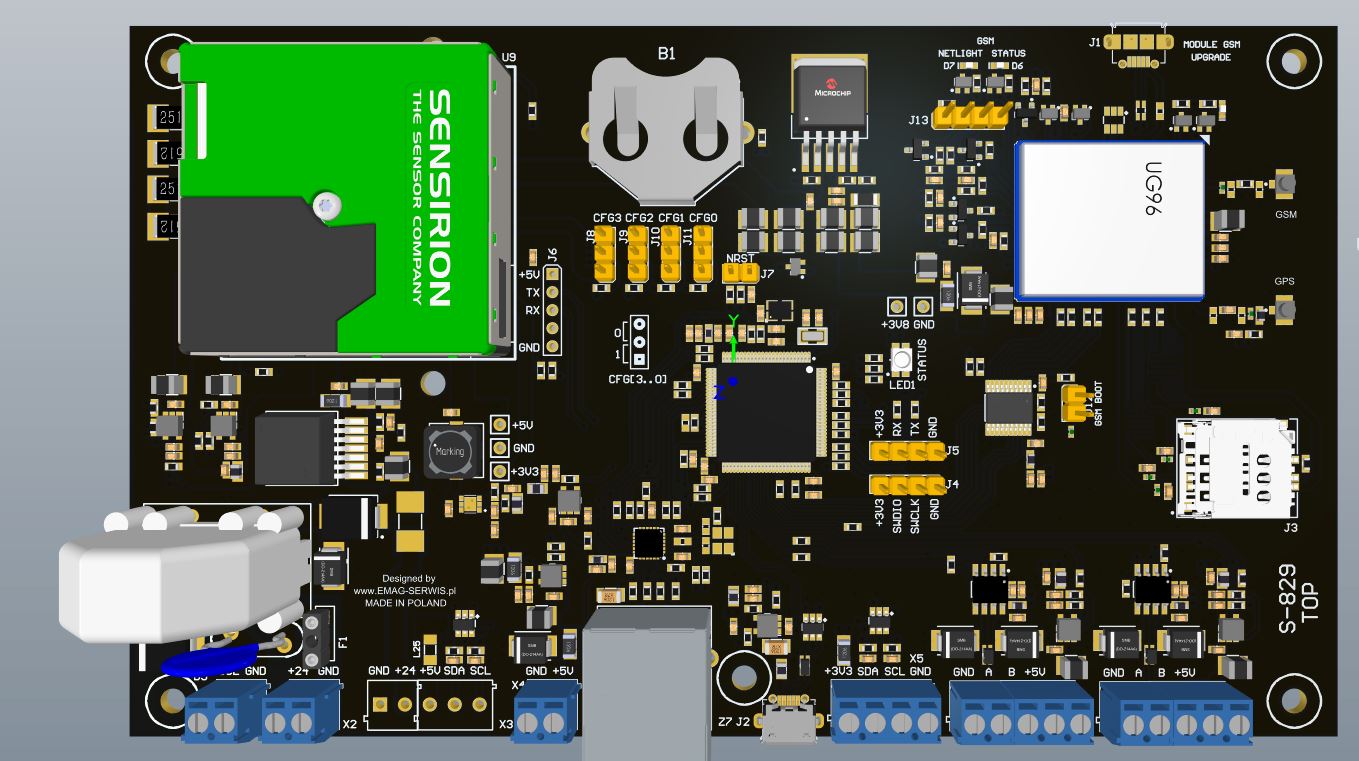 U9
B1
GSM
NETLIGHT STATUS
D7 D6
J1
MODULE GSM
UPGRADE
MICROCHIP
J13
251
SENSIRION
THE SENSOR COMPANY
UG96
GSM
GPS
CFG3 CFG2 CFG1 CFG0
J8 J9 J10 J11
NRST
J7
J6
+5V
TX
RX
GND
0
1
CFG[3..0]
Y
Z
+3V8 GND
LED1
STATUS
GSM BOOT
+3V3 RX TX GND
J5
J4
+3V3 SWDIO SWCLK GND
+5V
GND
+3V3
Marking
J3
S-829
TOP
Designed by
www.EMAG-SERWIS.pl
MADE IN POLAND
F1
L25
GND
+24 GND
GND +24 +5V SDA SCL
X4
GND +5V
X2
X3
Z7 J2
+3V3 SDA SCL GND
X5
GND A B +5V
GND A B +5V